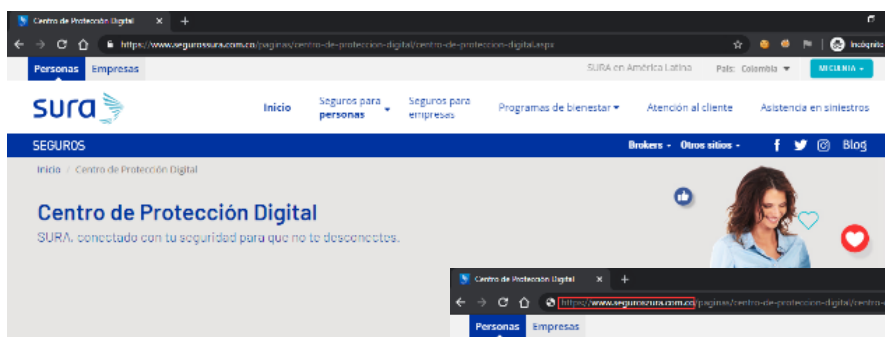 Centro de Protección Digital
https://www.segurossura.com.co/paginas/centro-de-proteccion-digital/centro-de-proteccion-digital.aspx
Incógnito
Personas Empresas SURA en América Latina País: Colombia
sura Inicio Seguros para personas Seguros para empresas Programas de bienestar Atención al cliente Asistencia en siniestros
SEGUROS Brokers Otros sitios Blog
Inicio / Centro de Protección Digital
Centro de Protección Digital
SURA, conectado con tu seguridad para que no te desconectes.
Centro de Protección Digital
https://www.seguroszura.com.co/paginas/centro-de-proteccion-digital/centro-
Personas Empresas